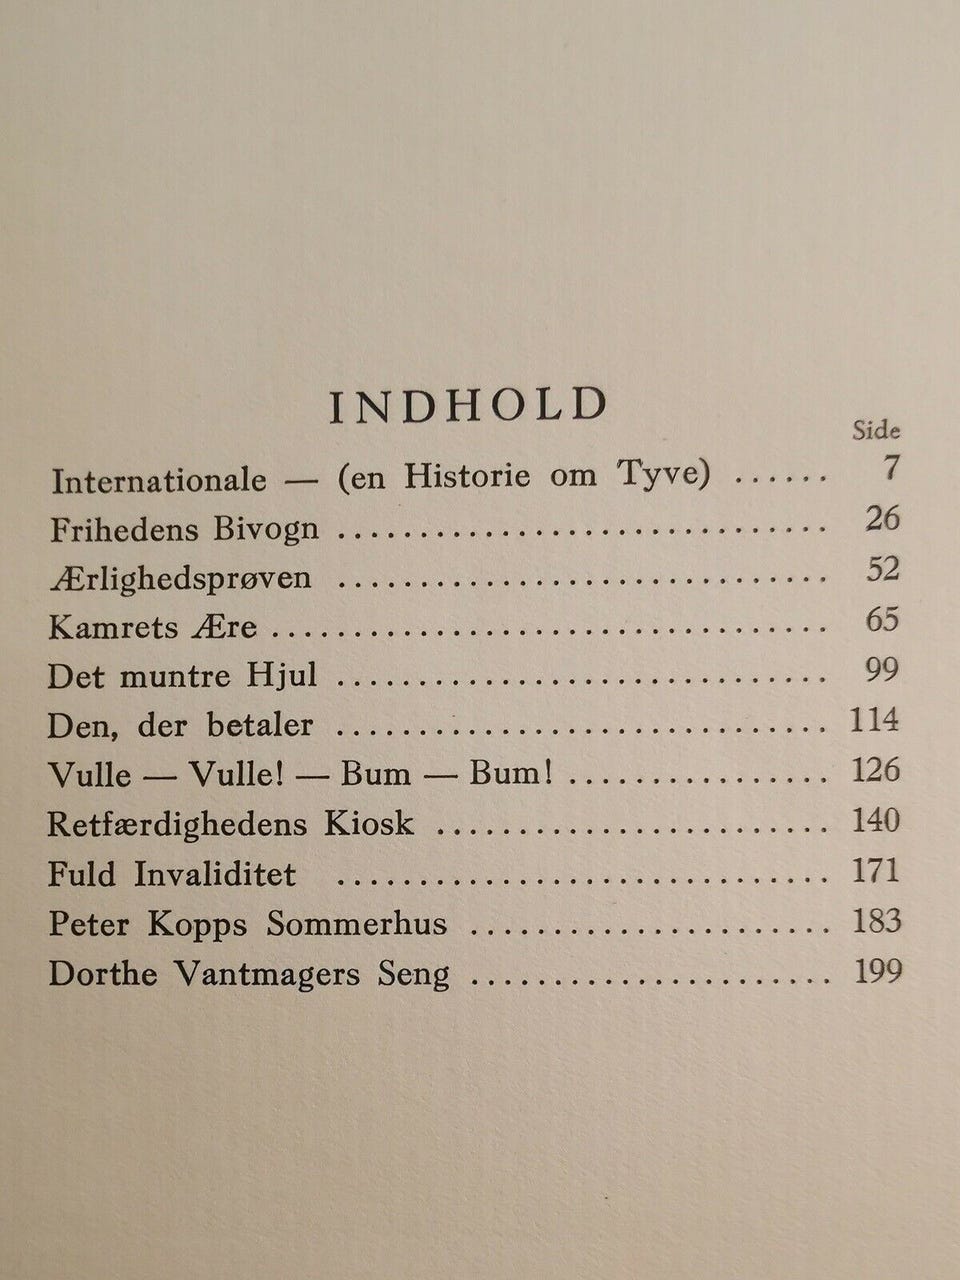 INDHOLD
Side
Internationale — (en Historie om Tyve) ...... 7
Frihedens Bivogn .............................. 26
Ærlighedsprøven .............................. 52
Kamrets Ære .................................. 65
Det muntre Hjul .............................. 99
Den, der betaler .............................. 114
Vulle — Vulle! — Bum — Bum! ................ 126
Retfærdighedens Kiosk ........................ 140
Fuld Invaliditet .............................. 171
Peter Kopps Sommerhus ...................... 183
Dorthe Vantmagers Seng ...................... 199